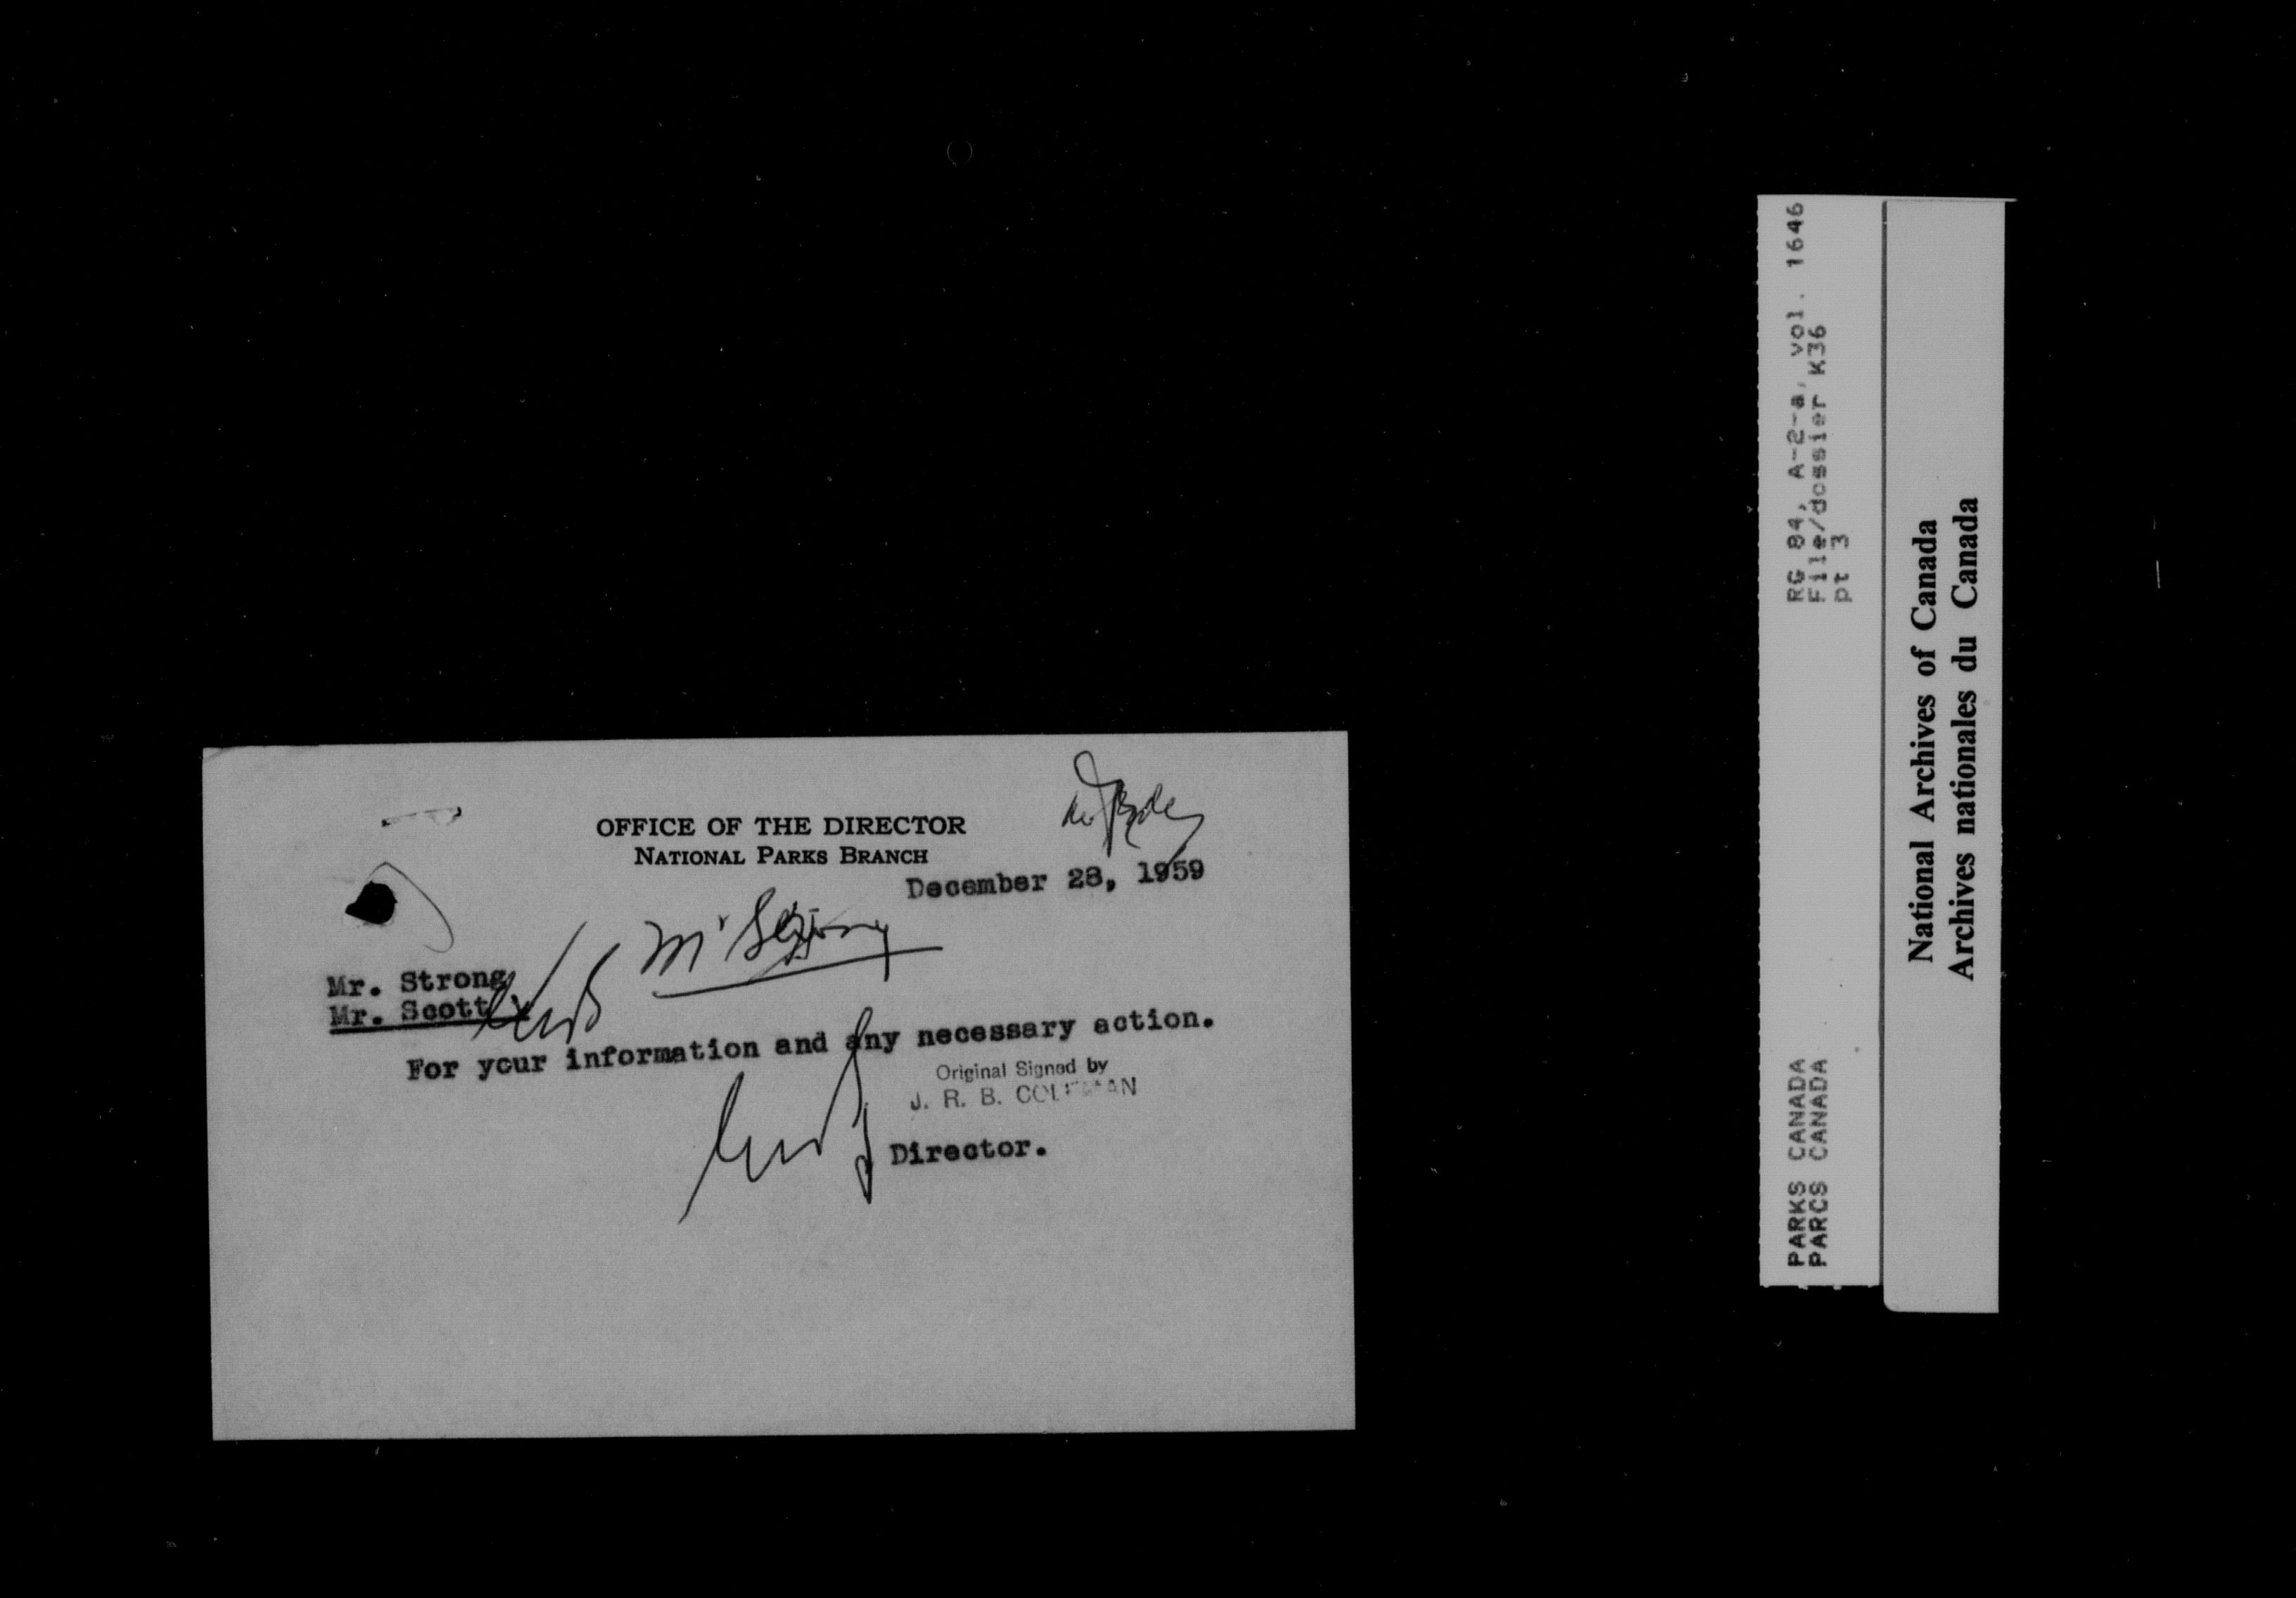 OFFICE OF THE DIRECTOR
NATIONAL PARKS BRANCH
December 28, 1959
Mr. Strong
Mr. Scott
For your information and any necessary action.
Original Signed by
J. R. B. COLEMAN
Director.
RG 84, A-2-a, vol. 1646
File/dossier K36
pt 3
PARKS CANADA
PARCS CANADA
National Archives of Canada
Archives nationales du Canada